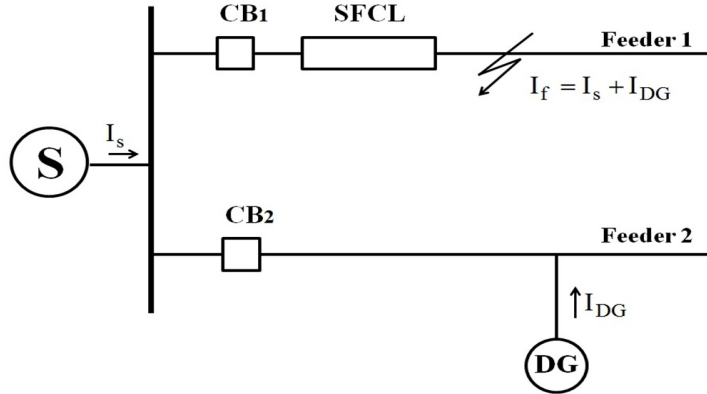 CB1
SFCL
Feeder 1
If = Is + IDG
Is
S
CB2
Feeder 2
IDG
DG